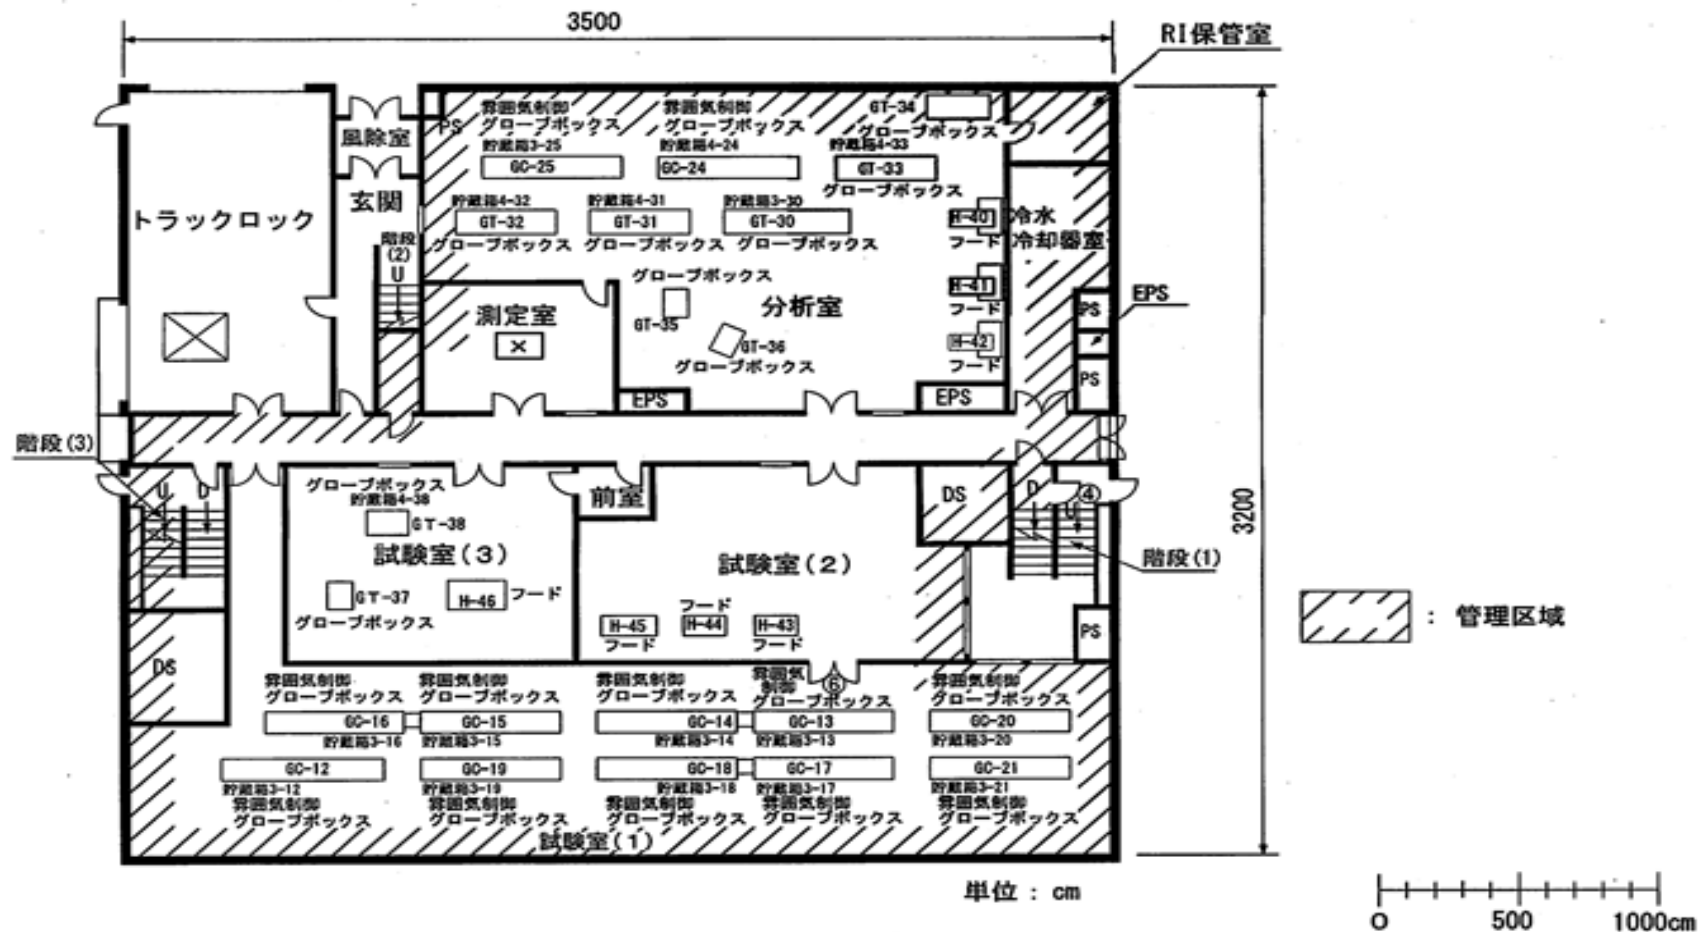 3500
RI保管室
雰囲気制御
グローブボックス
雰囲気制御
グローブボックス
GT-34
グローブボックス
PS
風除室
貯蔵箱3-25
GC-25
貯蔵箱4-24
GC-24
貯蔵箱4-33
GT-33
グローブボックス
トラックロック
玄関
貯蔵箱4-32
GT-32
グローブボックス
貯蔵箱4-31
GT-31
グローブボックス
貯蔵箱3-30
GT-30
グローブボックス
H-40
フード
冷水
冷却器室
階段
(2)
U
グローブボックス
GT-35
分析室
H-41
フード
EPS
PS
測定室
GT-36
グローブボックス
H-42
フード
PS
EPS
EPS
階段(3)
U
D
グローブボックス
貯蔵箱4-38
GT-38
試験室(3)
GT-37
グローブボックス
H-46
フード
前室
試験室(2)
DS
D
U
④
階段(1)
3200
フード
H-45
フード
H-44
H-43
フード
PS
:管理区域
DS
雰囲気制御
グローブボックス
雰囲気制御
グローブボックス
雰囲気制御
グローブボックス
雰囲気
制御
グローブボックス
⑥
雰囲気制御
グローブボックス
GC-16
GC-15
GC-14
GC-13
GC-20
貯蔵箱3-16
貯蔵箱3-15
貯蔵箱3-14
貯蔵箱3-13
貯蔵箱3-20
GC-12
GC-19
GC-18
GC-17
GC-21
貯蔵箱3-12
貯蔵箱3-19
貯蔵箱3-18
貯蔵箱3-17
貯蔵箱3-21
雰囲気制御
グローブボックス
雰囲気制御
グローブボックス
雰囲気制御
グローブボックス
雰囲気制御
グローブボックス
雰囲気制御
グローブボックス
試験室(1)
単位:cm
0 500 1000cm